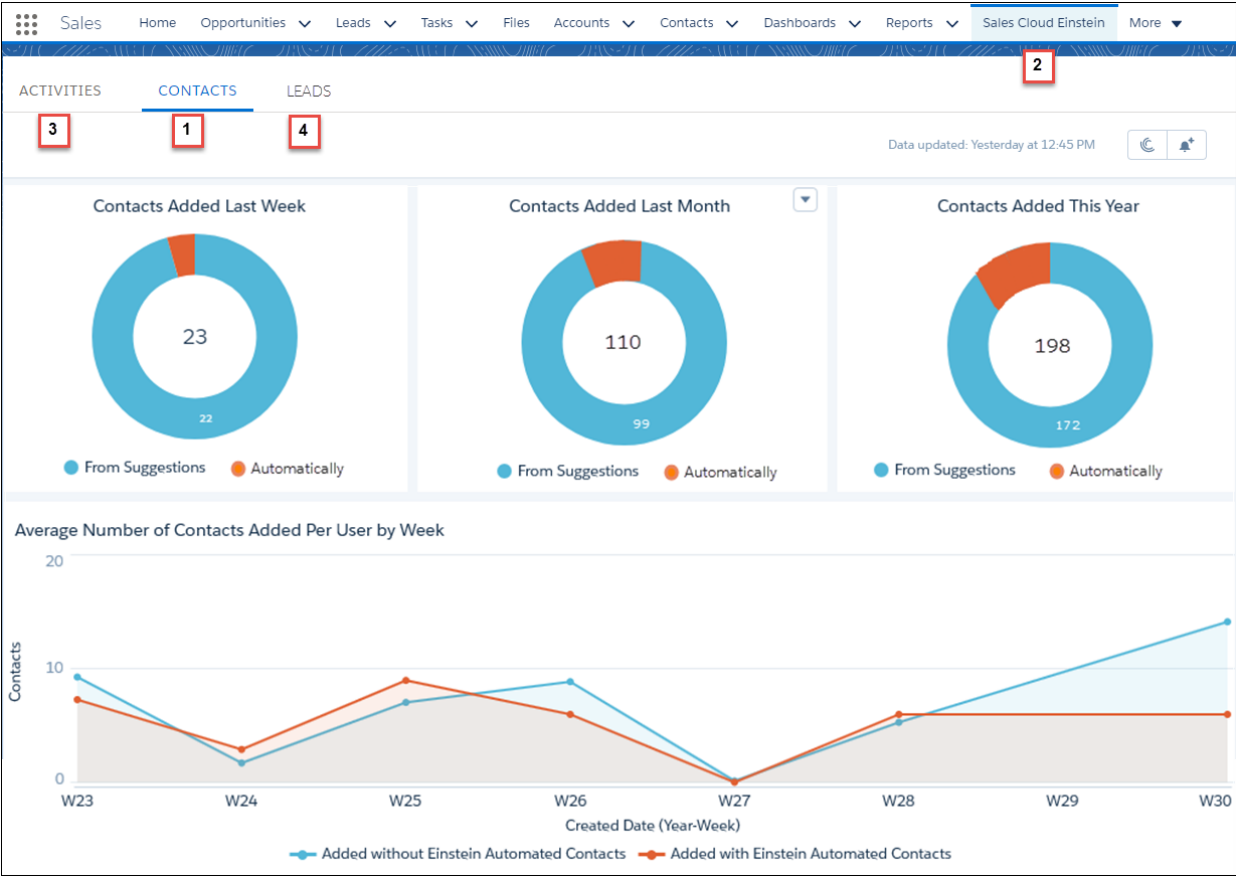 Sales Home Opportunities Leads Tasks Files Accounts Contacts Dashboards Reports Sales Cloud Einstein More
2
ACTIVITIES CONTACTS LEADS
3 1 4
Data updated: Yesterday at 12:45 PM
Contacts Added Last Week Contacts Added Last Month Contacts Added This Year
23 110 198
22 99 172
From Suggestions Automatically From Suggestions Automatically From Suggestions Automatically
Average Number of Contacts Added Per User by Week
20
10
0
Contacts
W23 W24 W25 W26 W27 W28 W29 W30
Created Date (Year-Week)
Added without Einstein Automated Contacts Added with Einstein Automated Contacts